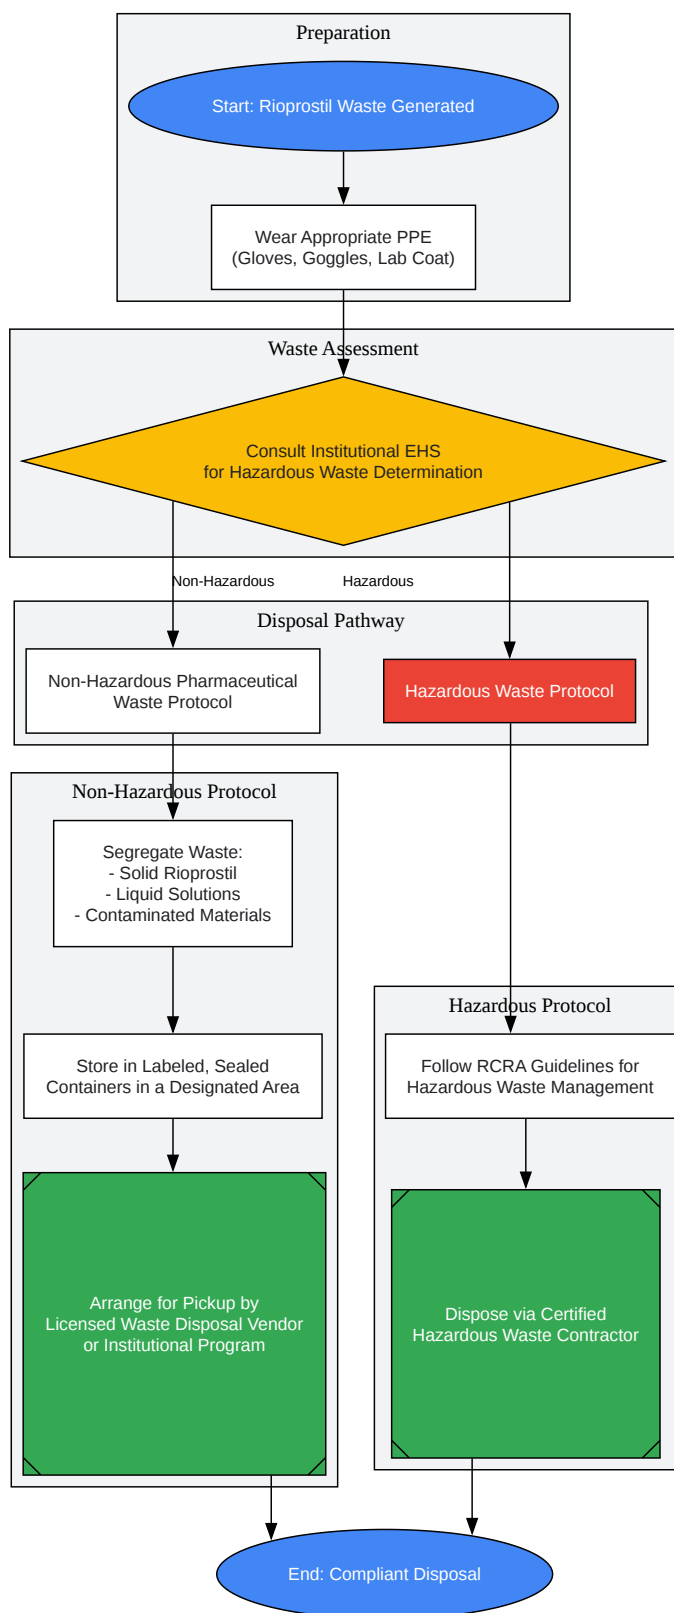 Preparation
Start: Rioprostil Waste Generated
Wear Appropriate PPE
(Gloves, Goggles, Lab Coat)
Waste Assessment
Consult Institutional EHS
for Hazardous Waste Determination
Non-Hazardous
Hazardous
Disposal Pathway
Non-Hazardous Pharmaceutical
Waste Protocol
Hazardous Waste Protocol
Non-Hazardous Protocol
Segregate Waste:
- Solid Rioprostil
- Liquid Solutions
- Contaminated Materials
Store in Labeled, Sealed
Containers in a Designated Area
Arrange for Pickup by
Licensed Waste Disposal Vendor
or Institutional Program
Hazardous Protocol
Follow RCRA Guidelines for
Hazardous Waste Management
Dispose via Certified
Hazardous Waste Contractor
End: Compliant Disposal